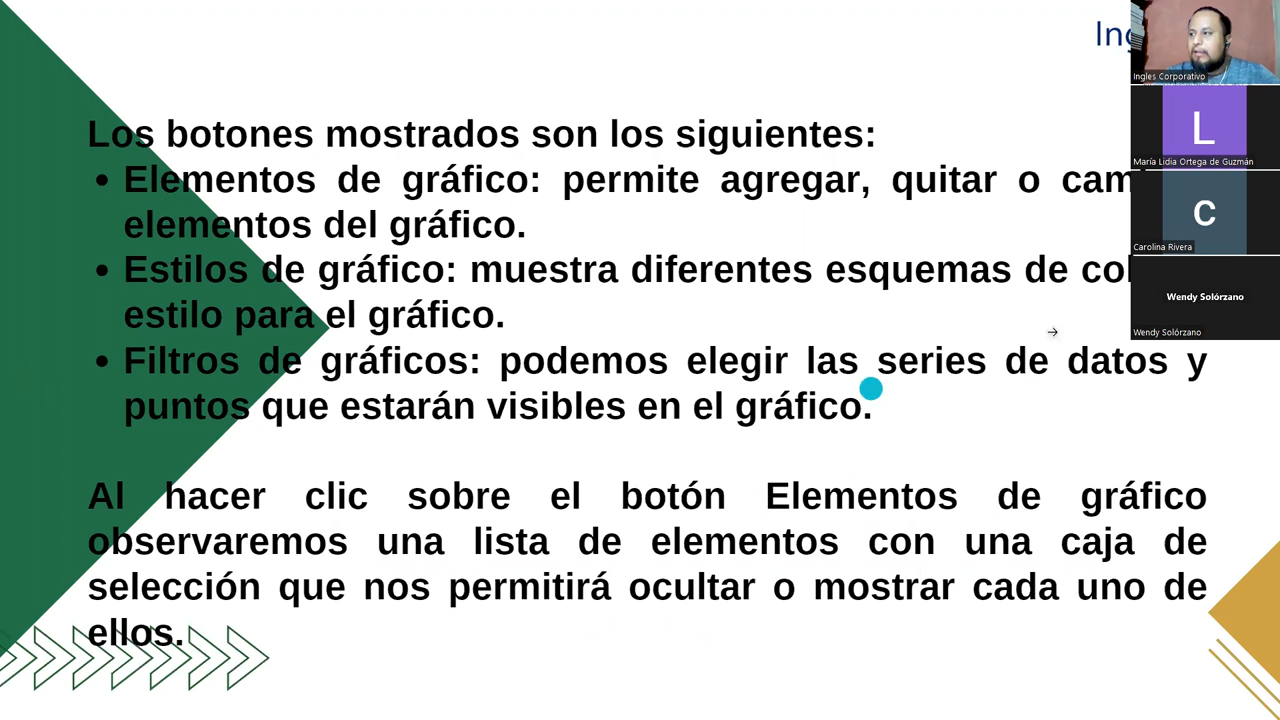 Los botones mostrados son los siguientes:
• Elementos de gráfico: permite agregar, quitar o
elementos del gráfico.
• Estilos de gráfico: muestra diferentes esquemas de
estilo para el gráfico.
• Filtros de gráficos: podemos elegir las series de datos y
puntos que estarán visibles en el gráfico.
Al hacer clic sobre el botón Elementos de gráfico
observaremos una lista de elementos con una caja de
selección que nos permitirá ocultar o mostrar cada uno de
ellos.
Ingles Corporativo
L
María Lidia Ortega de Guzmán
C
Carolina Rivera
Wendy Solórzano
Wendy Solórzano